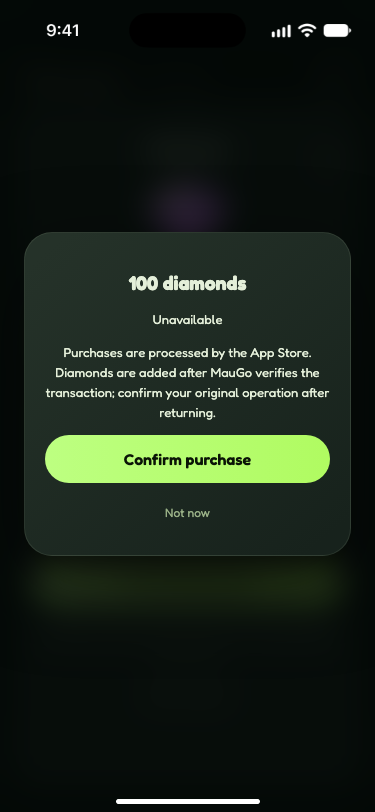 9:41
100 diamonds
Unavailable
Purchases are processed by the App Store.
Diamonds are added after MauGo verifies the
transaction; confirm your original operation after
returning.
Confirm purchase
Not now